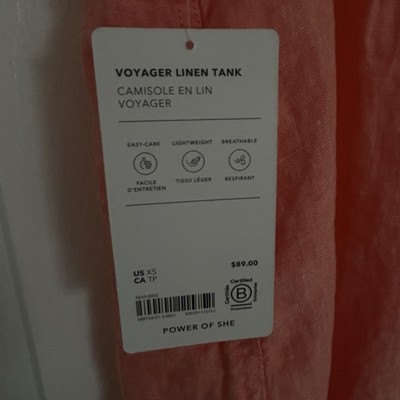 VOYAGER LINEN TANK
CAMISOLE EN LIN
VOYAGER
EASY-CARE LIGHTWEIGHT BREATHABLE
FACILE
D'ENTRETIEN TISSU LÉGER RESPIRANT
US XS
CA TP
$89.00
Certified
B
Corporation
POWER OF SHE